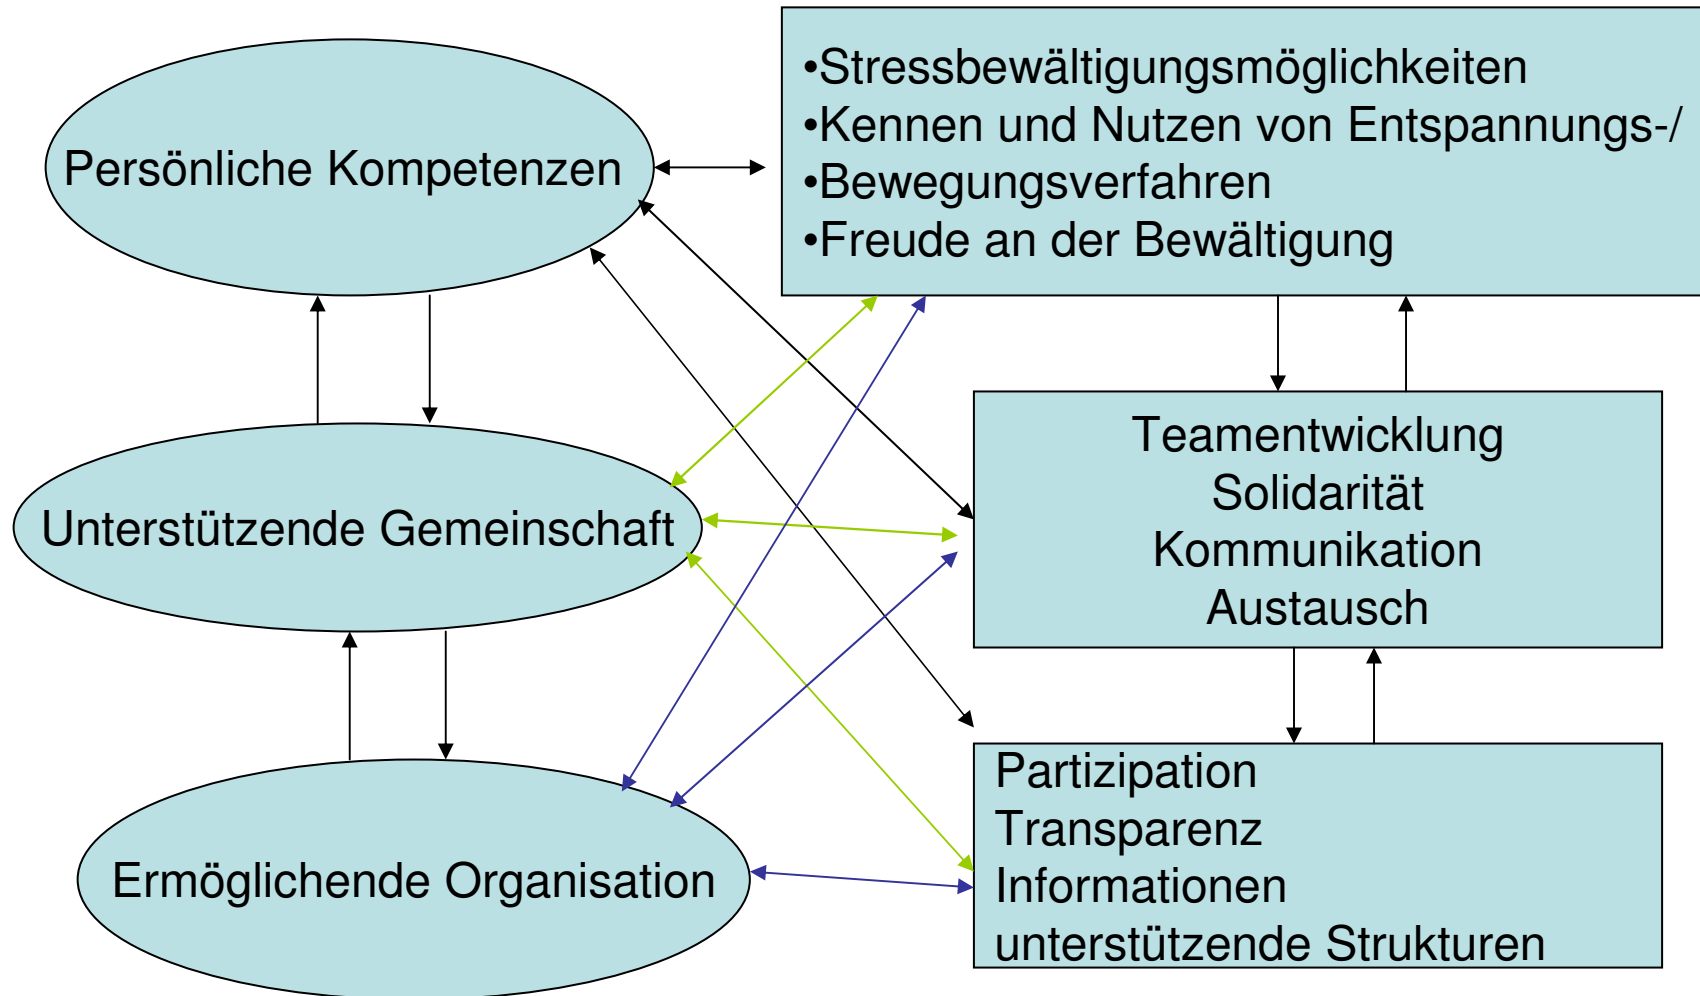 Persönliche Kompetenzen
•Stressbewältigungsmöglichkeiten
•Kennen und Nutzen von Entspannungs-/
•Bewegungsverfahren
•Freude an der Bewältigung
Unterstützende Gemeinschaft
Teamentwicklung
Solidarität
Kommunikation
Austausch
Ermöglichende Organisation
Partizipation
Transparenz
Informationen
unterstützende Strukturen